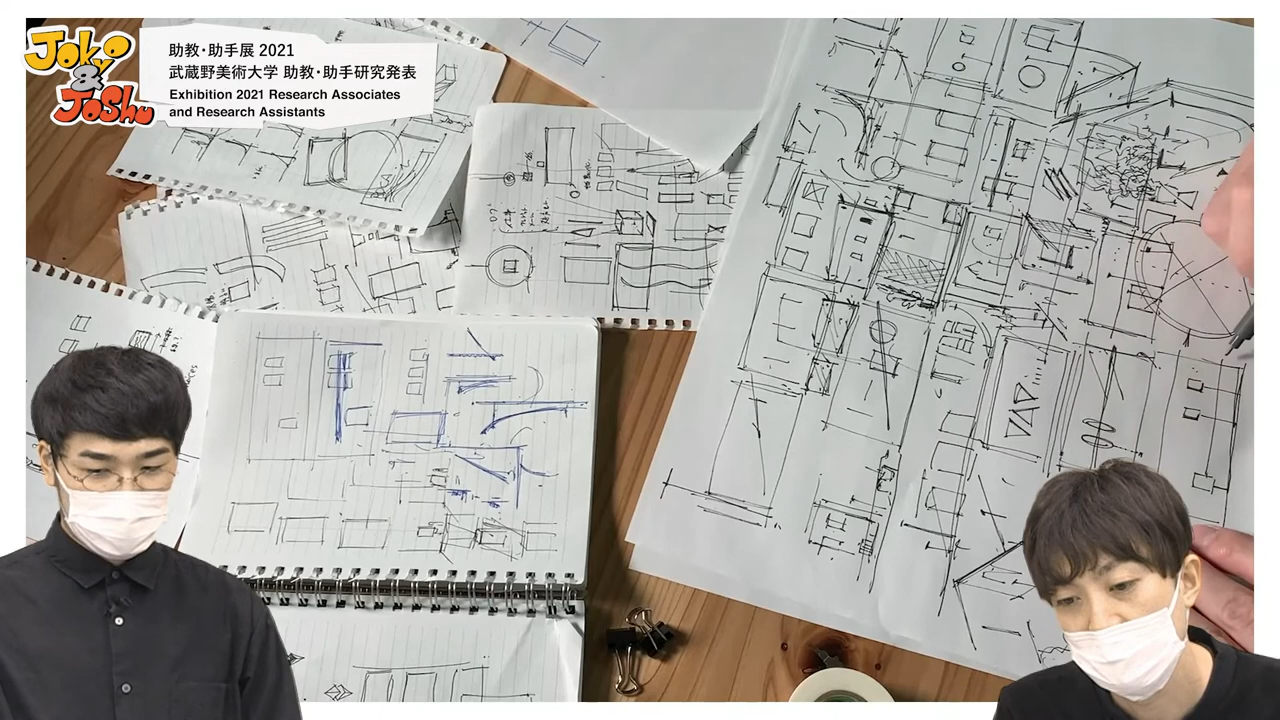 Joko
&
Joshu
助教・助手展 2021
武蔵野美術大学 助教・助手研究発表
Exhibition 2021 Research Associates
and Research Assistants